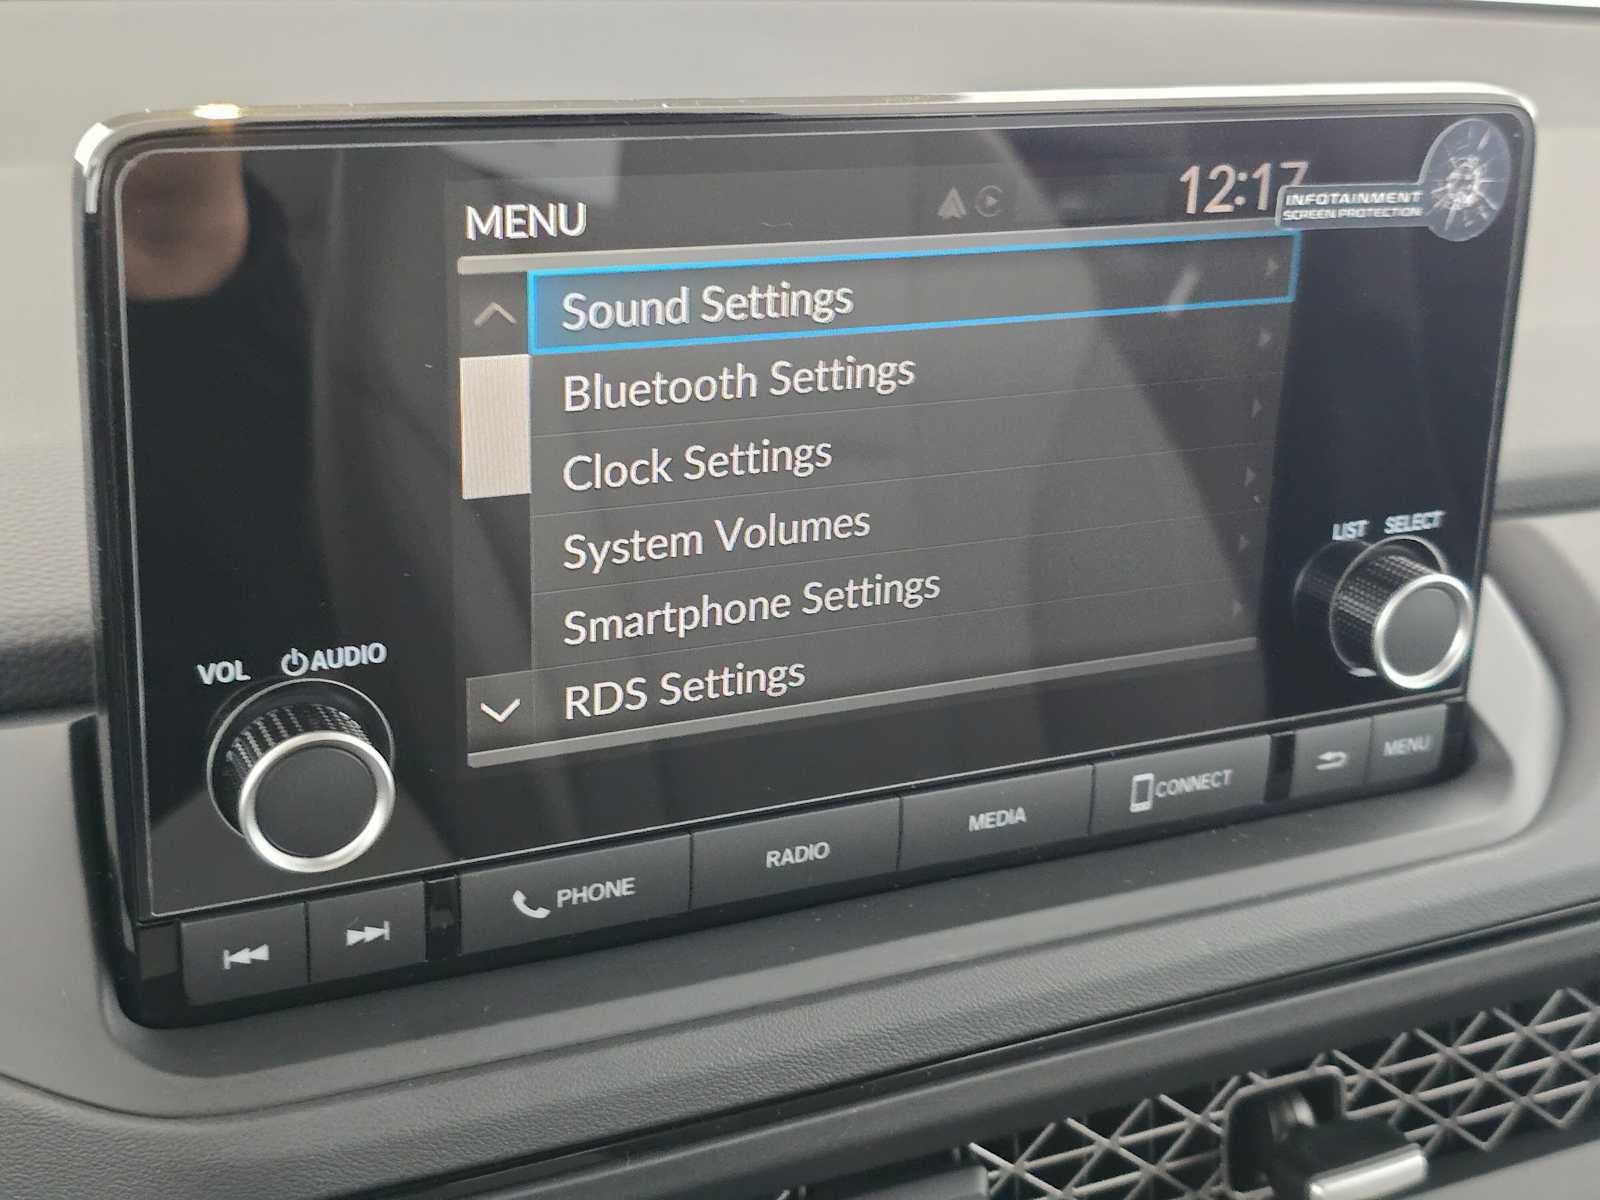 MENU
12:17
INFOTAINMENT
SCREEN PROTECTION
Sound Settings
Bluetooth Settings
Clock Settings
System Volumes
Smartphone Settings
RDS Settings
LIST SELECT
VOL AUDIO
PHONE
RADIO
MEDIA
CONNECT
MENU